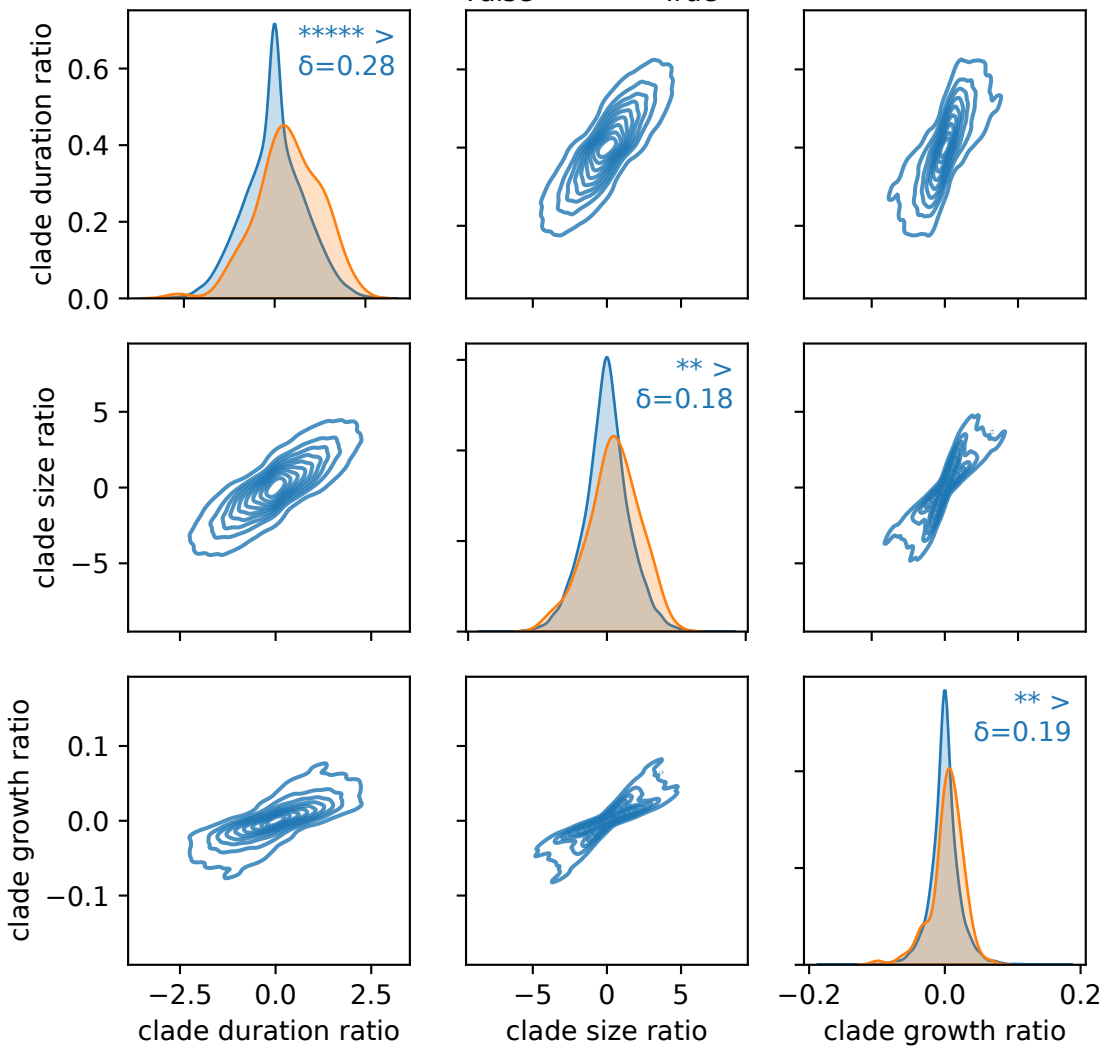 clade duration ratio
0.6
0.4
0.2
0.0
***** >
δ=0.28
clade size ratio
5
0
−5
** >
δ=0.18
clade growth ratio
0.1
0.0
−0.1
** >
δ=0.19
−2.5 0.0 2.5
−5 0 5
−0.2 0.0 0.2
clade duration ratio
clade size ratio
clade growth ratio